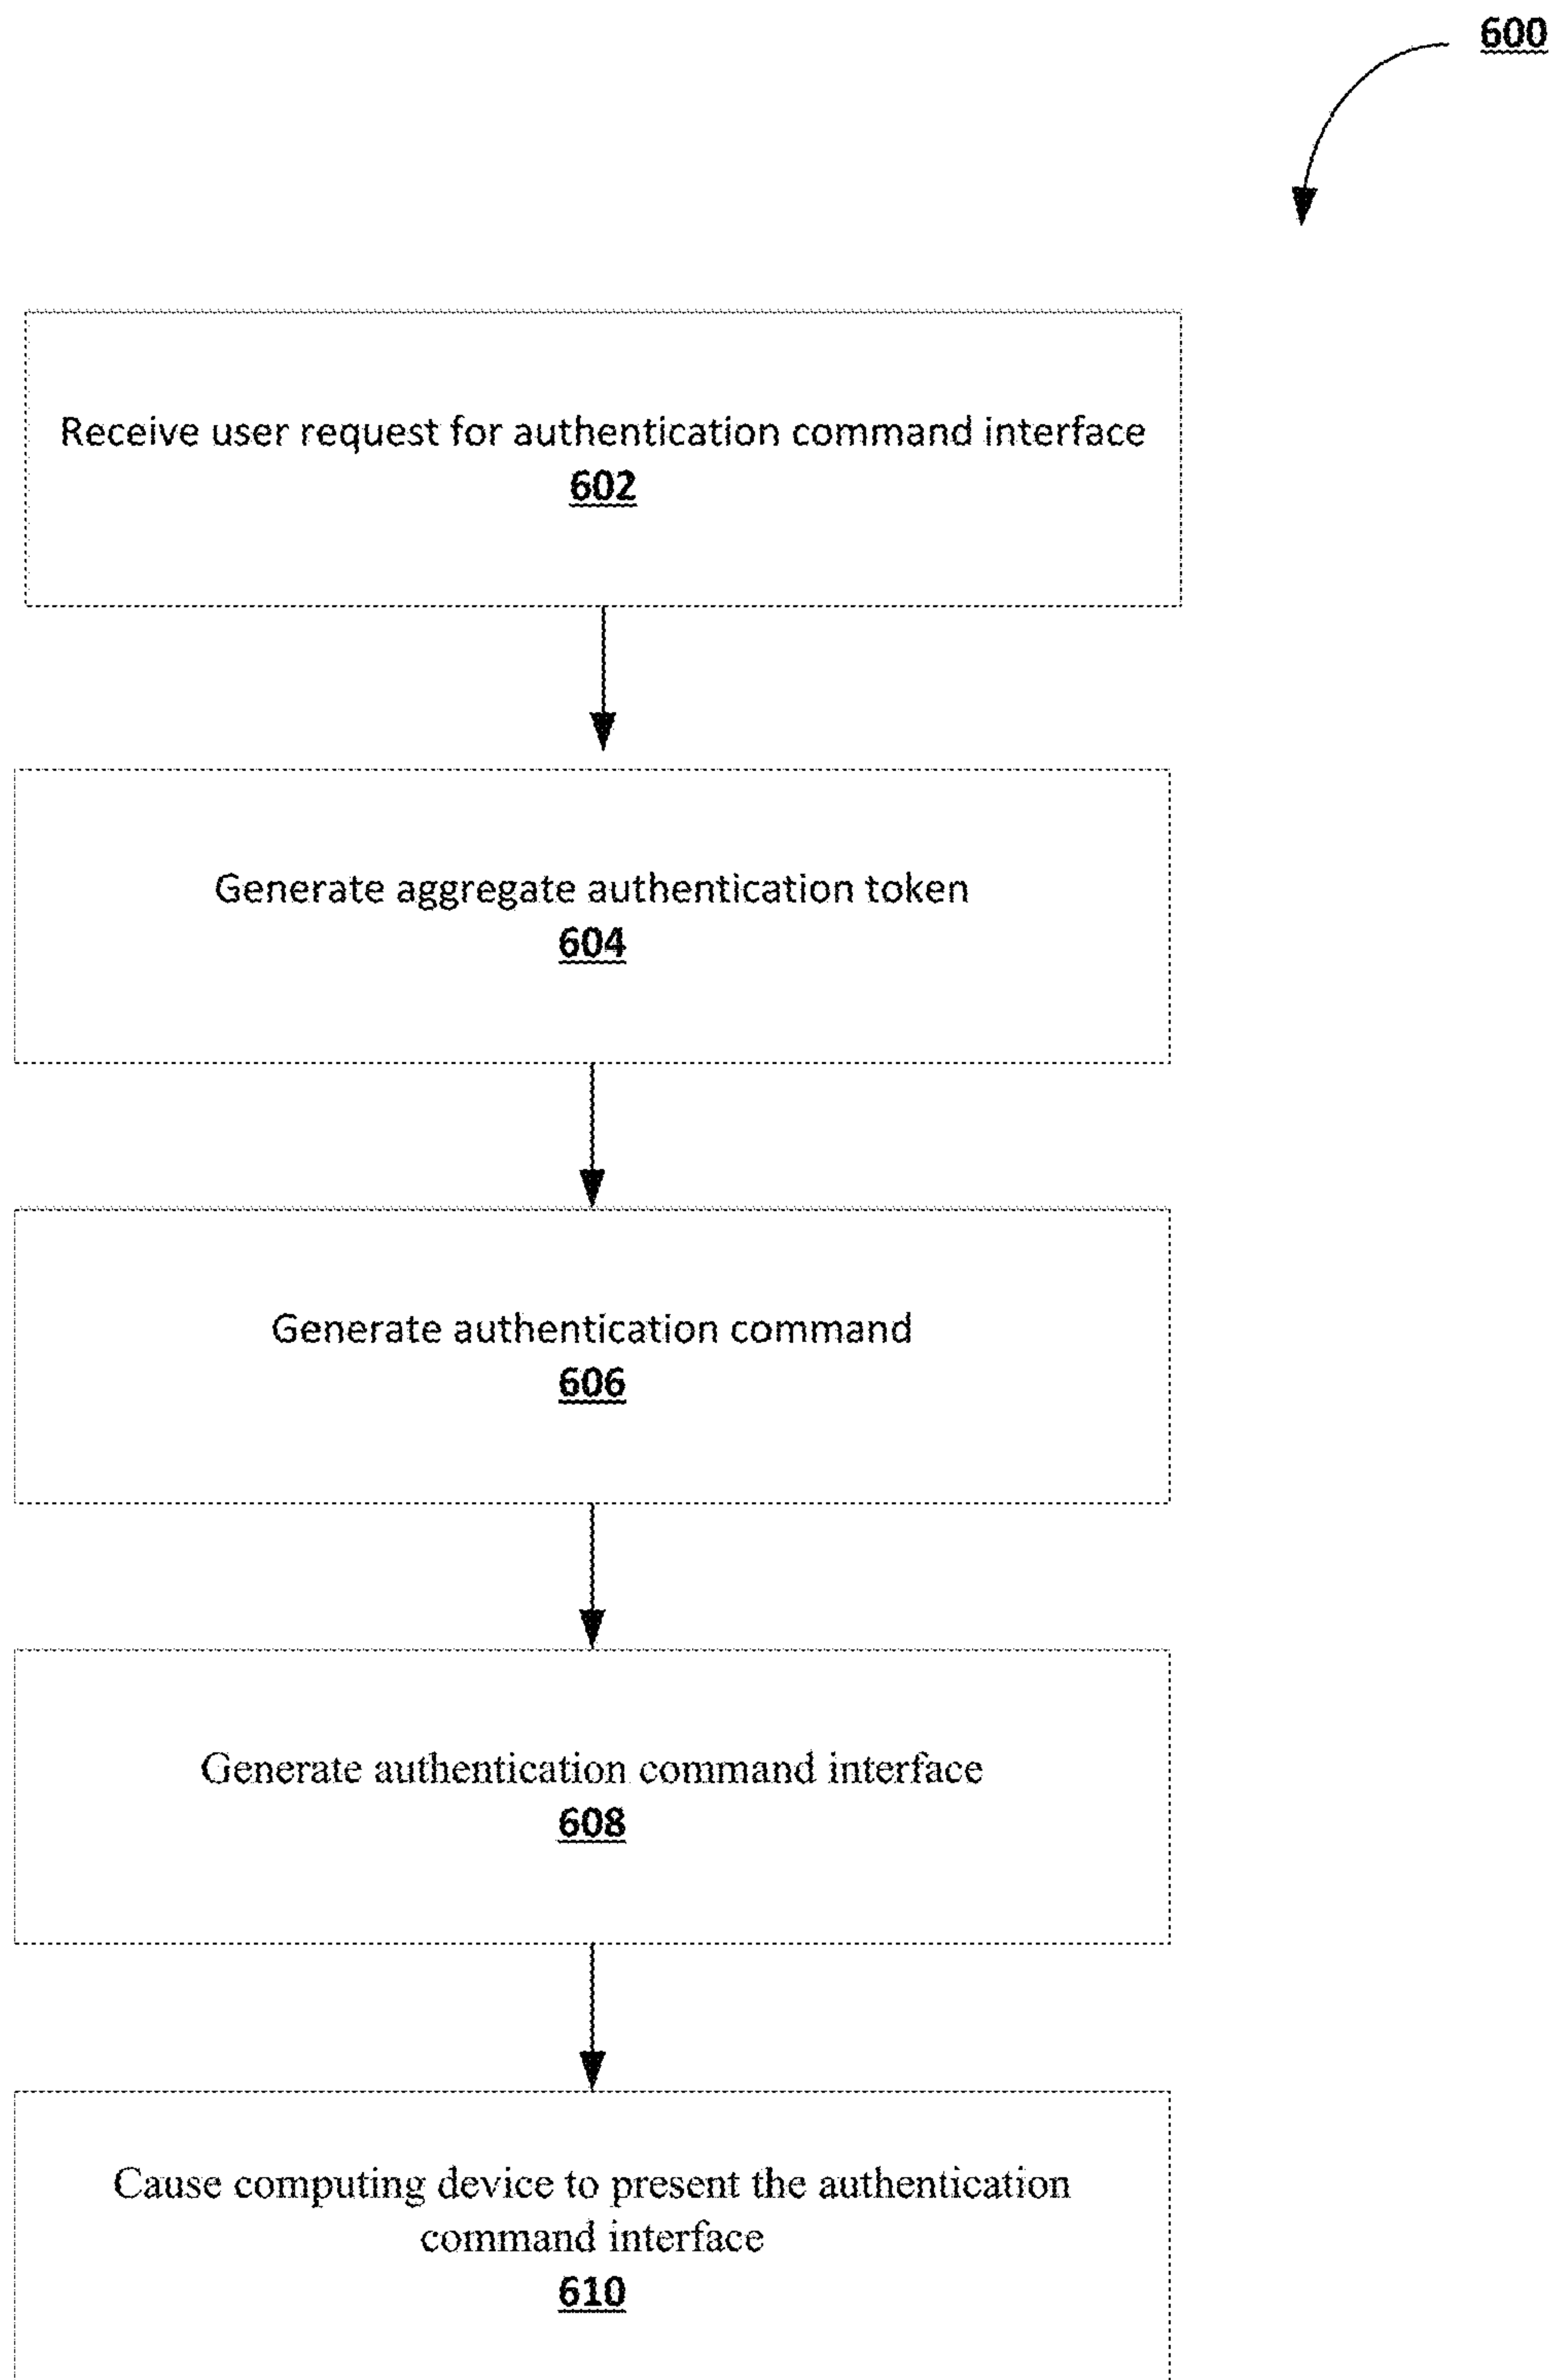 600
Receive user request for authentication command interface
602
Generate aggregate authentication token
604
Generate authentication command
606
Generate authentication command interface
608
Cause computing device to present the authentication
command interface
610